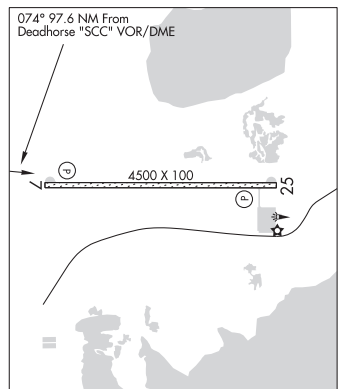 074° 97.6 NM From
Deadhorse "SCC" VOR/DME
P
4500 X 100
7
25
P